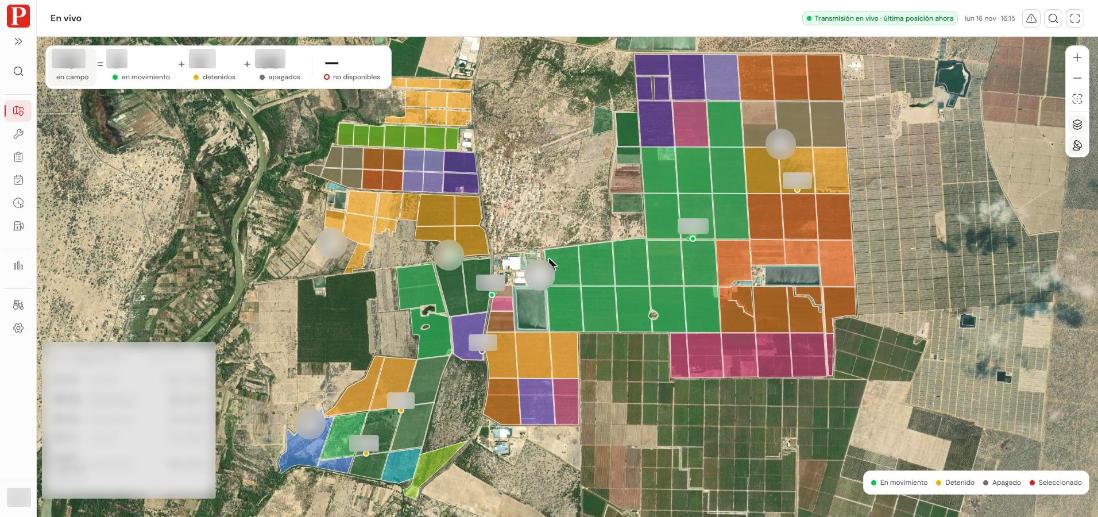 P
En vivo
Transmisión en vivo · última posición ahora
lun 16 nov · 16:15
= + + —
en campo
en movimiento
detenidos
apagados
no disponibles
En movimiento
Detenido
Apagado
Seleccionado